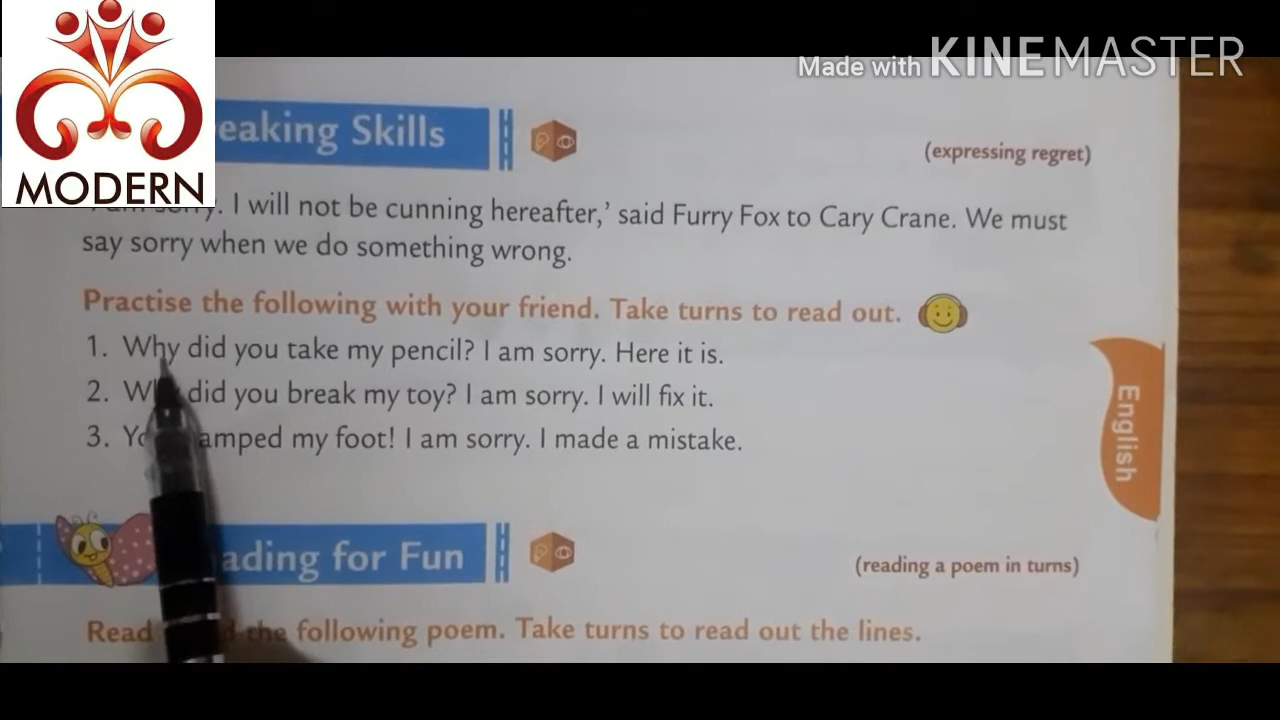 Made with KINEMASTER
MODERN
eaking Skills
(expressing regret)
sorry. I will not be cunning hereafter,' said Furry Fox to Cary Crane. We must
say sorry when we do something wrong.
Practise the following with your friend. Take turns to read out.
1. Why did you take my pencil? I am sorry. Here it is.
2. Why did you break my toy? I am sorry. I will fix it.
3. amped my foot! I am sorry. I made a mistake.
English
ading for Fun
(reading a poem in turns)
Read the following poem. Take turns to read out the lines.